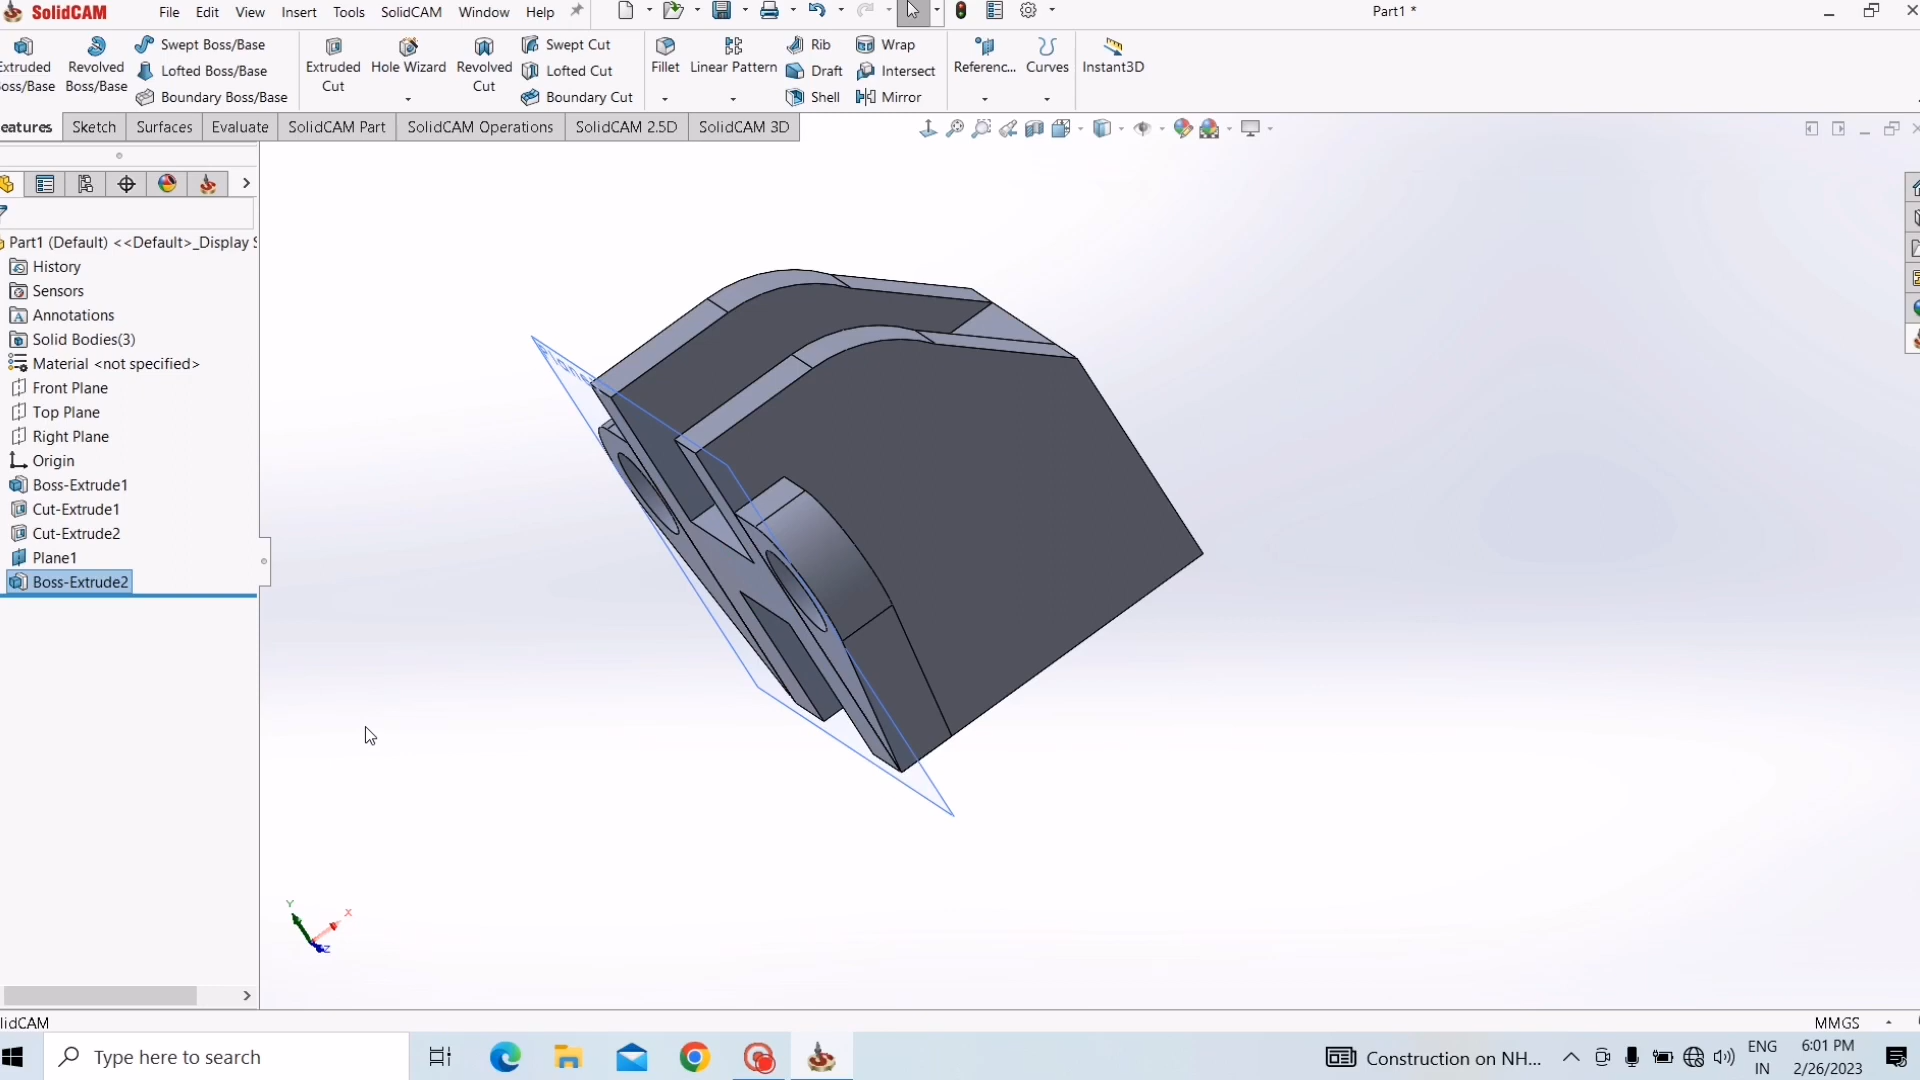 SolidCAM File Edit View Insert Tools SolidCAM Window Help Part1 *
Extruded Boss/Base
Revolved Boss/Base
Swept Boss/Base
Lofted Boss/Base
Boundary Boss/Base
Extruded Cut
Hole Wizard
Revolved Cut
Swept Cut
Lofted Cut
Boundary Cut
Fillet
Linear Pattern
Rib
Draft
Shell
Wrap
Intersect
Mirror
Referenc...
Curves
Instant3D
eatures Sketch Surfaces Evaluate SolidCAM Part SolidCAM Operations SolidCAM 2.5D SolidCAM 3D
Part1 (Default) <<Default>_Display S
History
Sensors
Annotations
Solid Bodies(3)
Material <not specified>
Front Plane
Top Plane
Right Plane
Origin
Boss-Extrude1
Cut-Extrude1
Cut-Extrude2
Plane1
Boss-Extrude2
Y
X
Z
lidCAM MMGS
Type here to search
Construction on NH...
ENG
IN
6:01 PM
2/26/2023